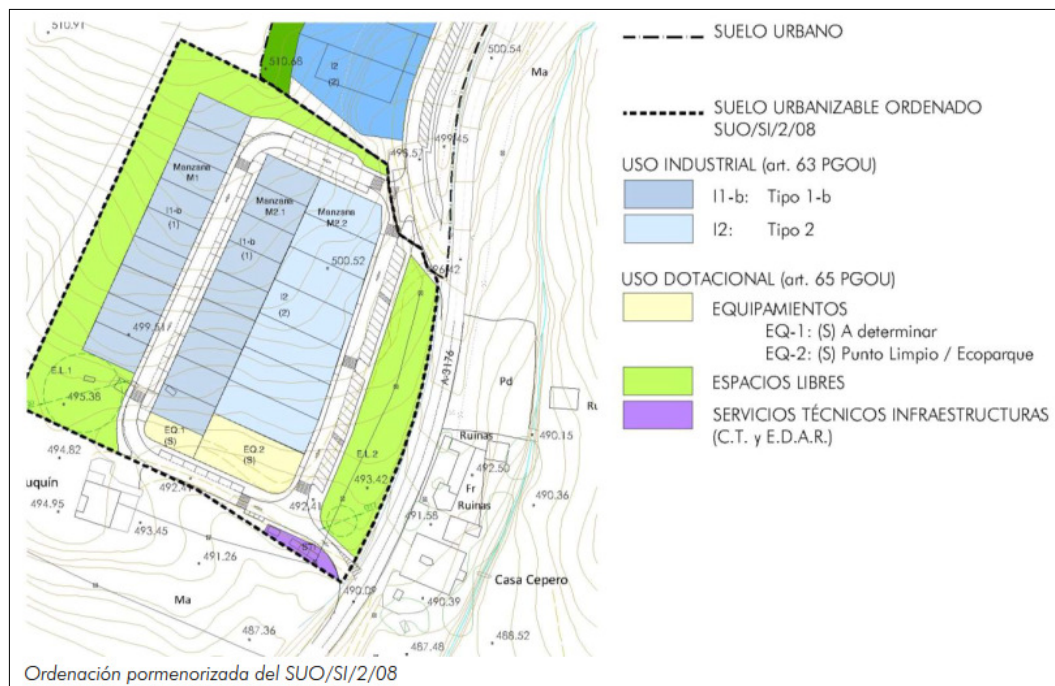 510.91
510.68
I2
(2)
500.54
Ma
499.45
495.57
Manzana
M1
I1-b
(1)
Manzana
M2.1
I1-b
(1)
Manzana
M2.2
500.52
I2
(2)
499.51
A-3176
E.L.1
495.38
Pd
EQ.1
(S)
EQ.2
(S)
E.L.2
493.42
Ruinas
490.15
494.82
492.50
Fr
Ruinas
uquín
494.95
492.41
492.41
490.36
493.45
491.58
491.26
Casa Cepero
Ma
490.09
490.39
487.36
487.48
488.52
SUELO URBANO
SUELO URBANIZABLE ORDENADO
SUO/SI/2/08
USO INDUSTRIAL (art. 63 PGOU)
I1-b: Tipo 1-b
I2: Tipo 2
USO DOTACIONAL (art. 65 PGOU)
EQUIPAMIENTOS
EQ-1: (S) A determinar
EQ-2: (S) Punto Limpio / Ecoparque
ESPACIOS LIBRES
SERVICIOS TÉCNICOS INFRAESTRUCTURAS
(C.T. y E.D.A.R.)
Ordenación pormenorizada del SUO/SI/2/08